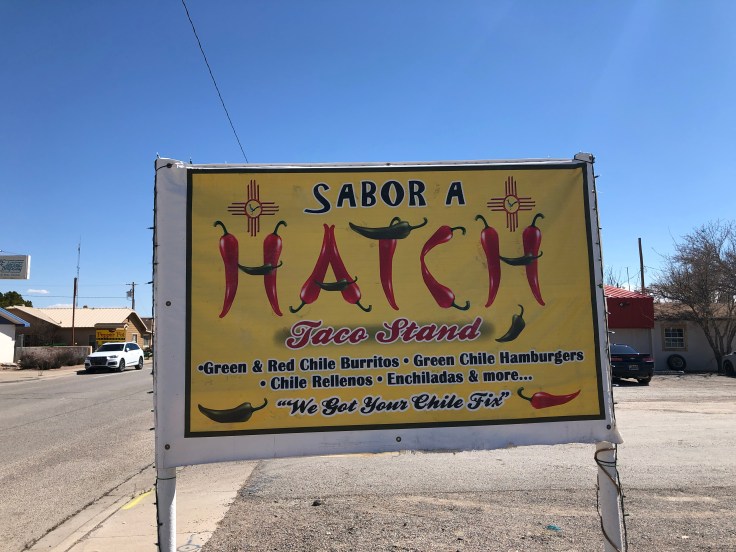 SABOR A
HATCH
Taco Stand
•Green & Red Chile Burritos • Green Chile Hamburgers
• Chile Rellenos • Enchiladas & more...
"We Got Your Chile Fix"